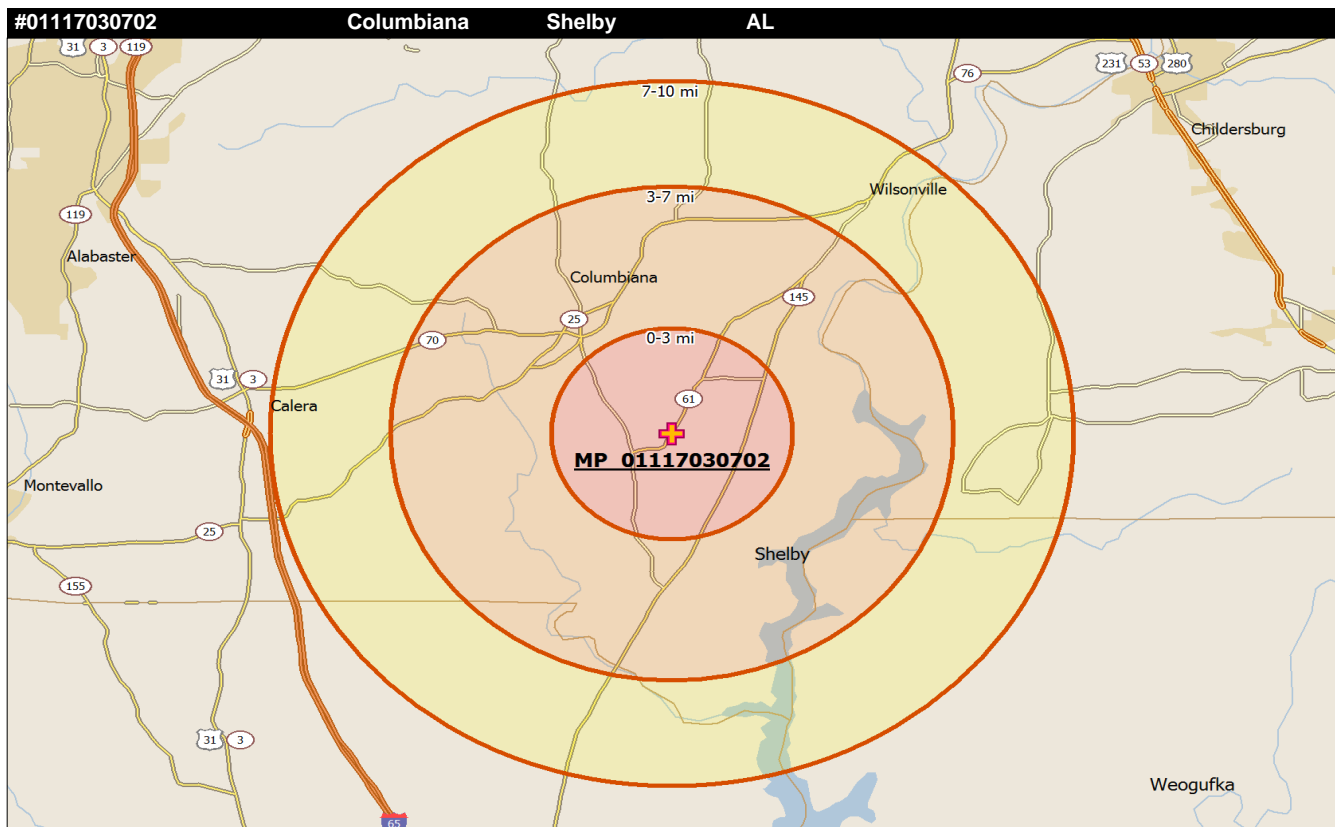 #01117030702 Columbiana Shelby AL
31 3 119
231 53 280
76
7-10 mi
Childersburg
Wilsonville
3-7 mi
119
Alabaster
Columbiana
145
25
0-3 mi
70
31 3
61
Calera
MP 01117030702
Montevallo
25
Shelby
155
31 3
Weogufka
65